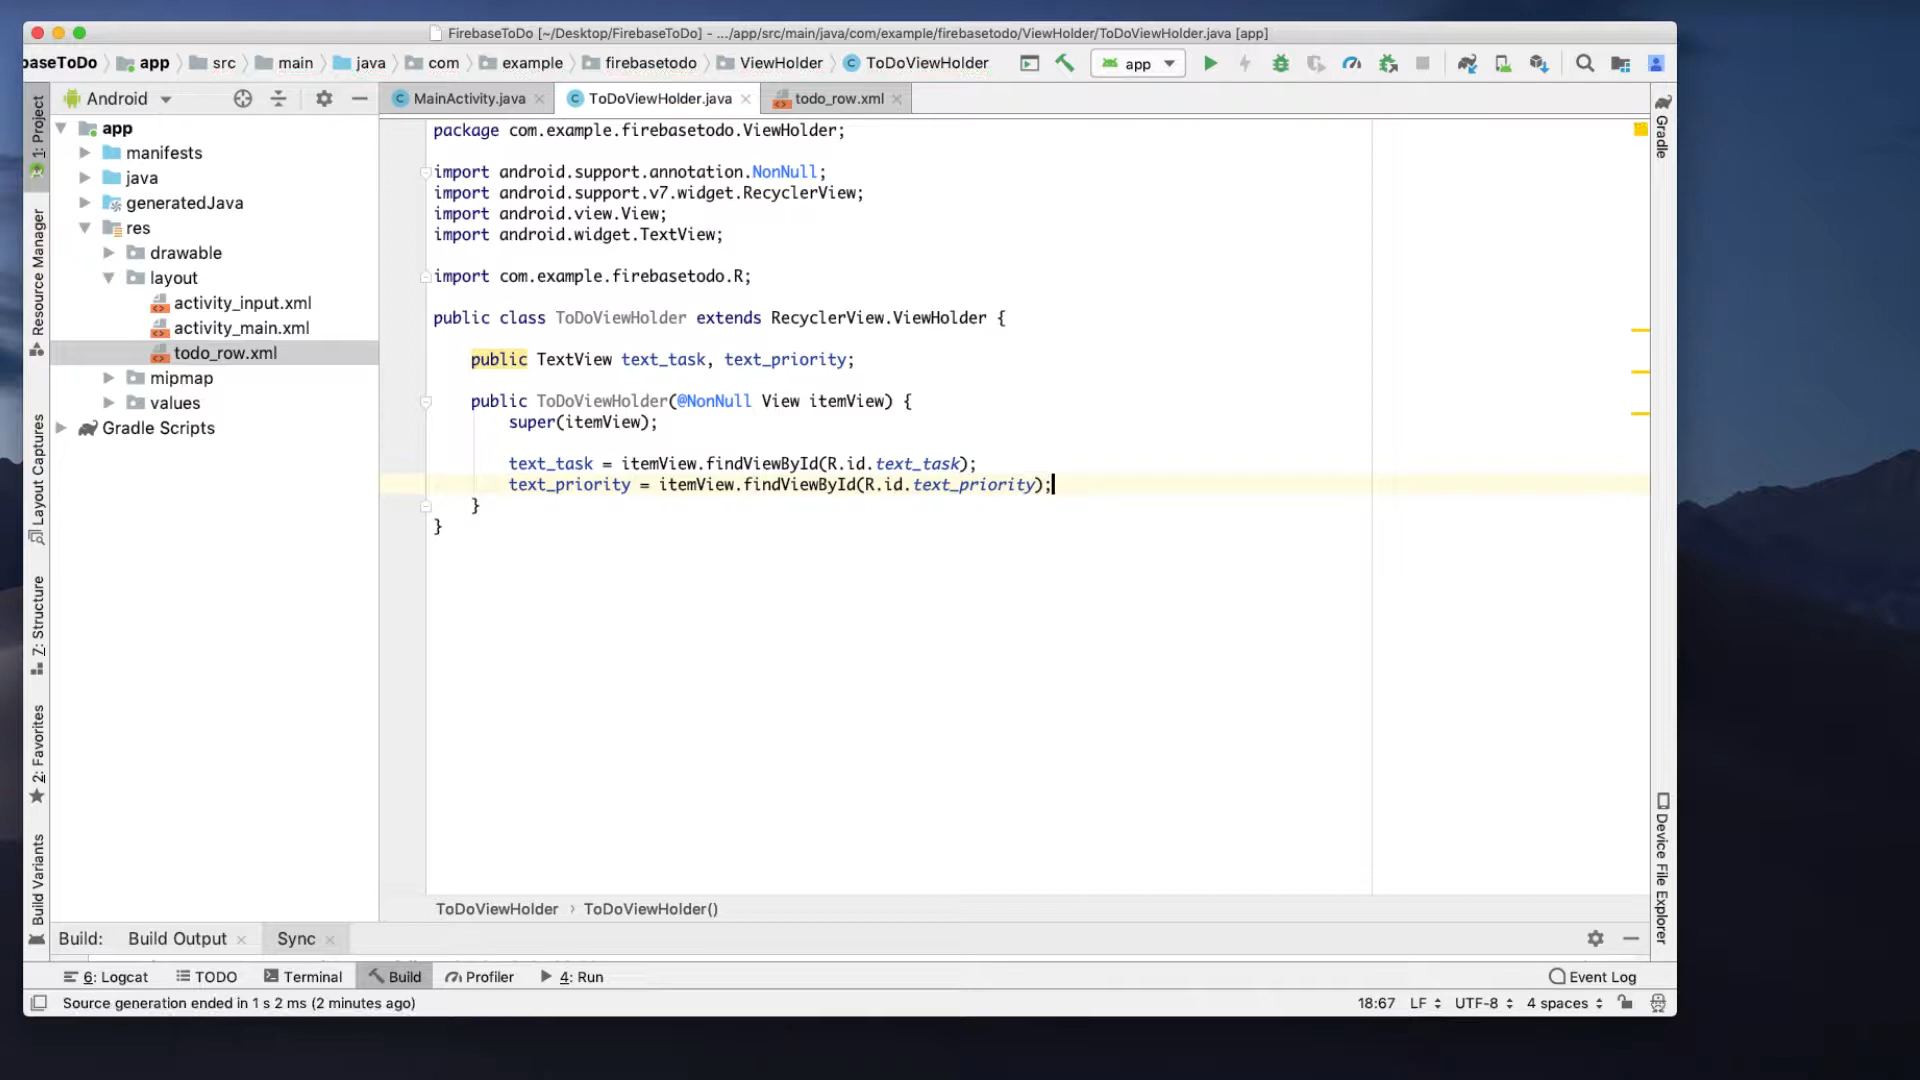 FirebaseToDo [~/Desktop/FirebaseToDo] - .../app/src/main/java/com/example/firebasetodo/ViewHolder/ToDoViewHolder.java [app]
baseToDo app src main java com example firebasetodo ViewHolder ToDoViewHolder app
Android
MainActivity.java ToDoViewHolder.java todo_row.xml
1: Project
Resource Manager
Layout Captures
7: Structure
2: Favorites
Build Variants
app
manifests
java
generatedJava
res
drawable
layout
activity_input.xml
activity_main.xml
todo_row.xml
mipmap
values
Gradle Scripts
package com.example.firebasetodo.ViewHolder;
import android.support.annotation.NonNull;
import android.support.v7.widget.RecyclerView;
import android.view.View;
import android.widget.TextView;
import com.example.firebasetodo.R;
public class ToDoViewHolder extends RecyclerView.ViewHolder {
public TextView text_task, text_priority;
public ToDoViewHolder(@NonNull View itemView) {
super(itemView);
text_task = itemView.findViewById(R.id.text_task);
text_priority = itemView.findViewById(R.id.text_priority);
}
}
Gradle
Device File Explorer
ToDoViewHolder › ToDoViewHolder()
Build: Build Output Sync
6: Logcat TODO Terminal Build Profiler 4: Run Event Log
Source generation ended in 1 s 2 ms (2 minutes ago) 18:67 LF UTF-8 4 spaces